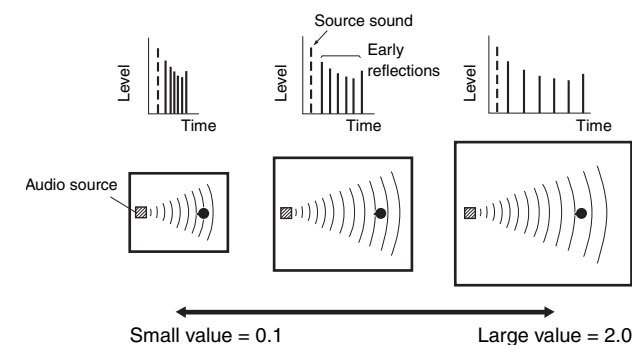 Source sound
Level
Time
Level
Early
reflections
Time
Level
Time
Audio source
Small value = 0.1
Large value = 2.0